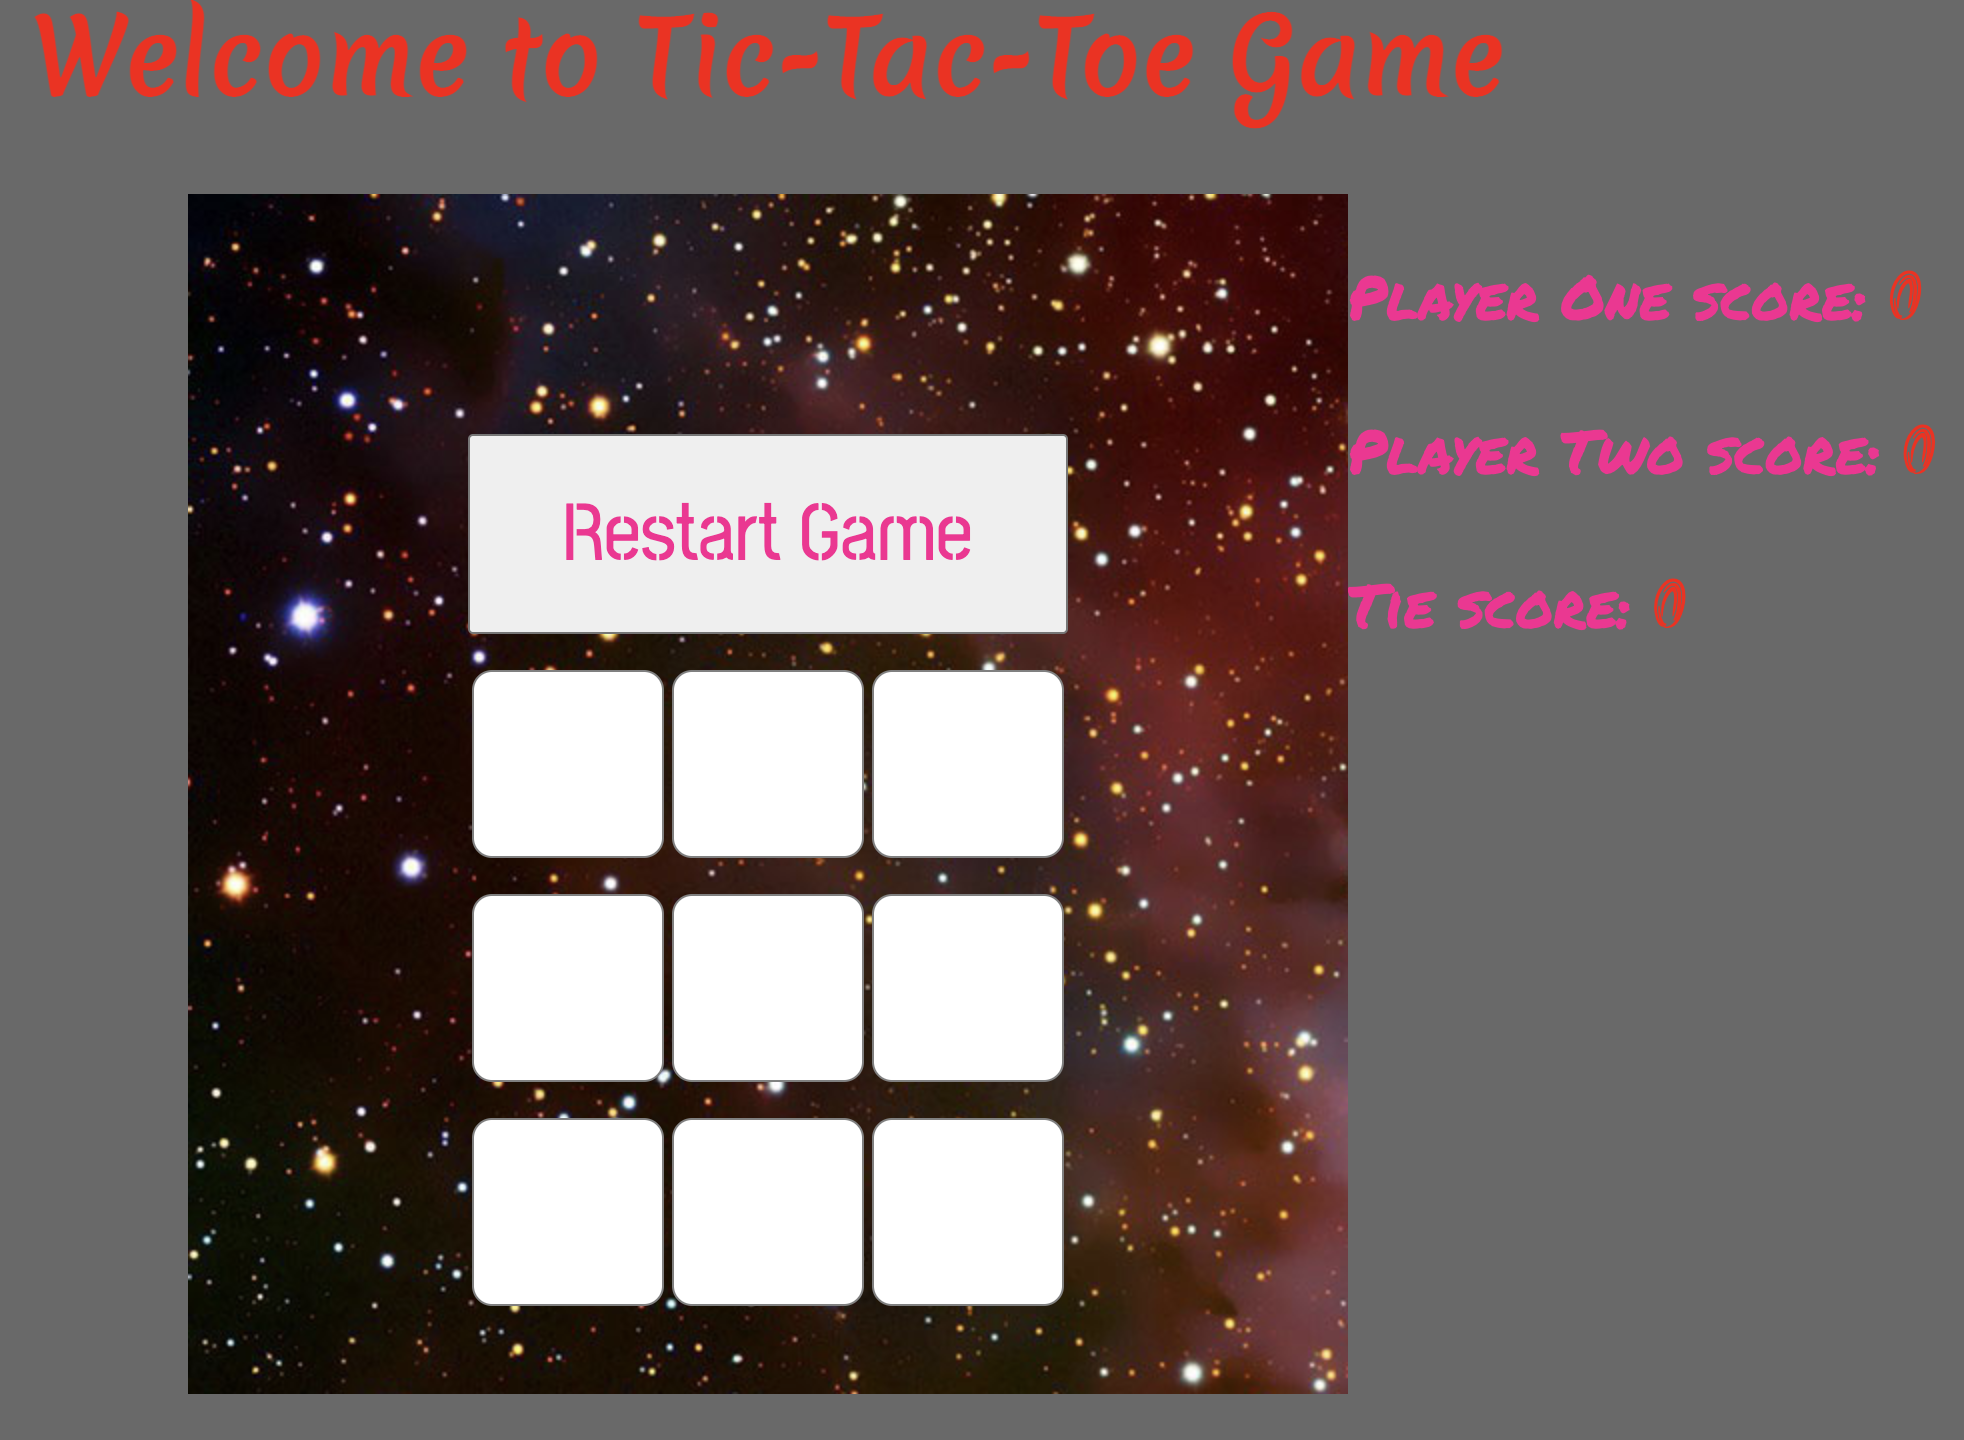 Welcome to Tic-Tac-Toe Game
Player One score: 0
Player Two score: 0
Tie score: 0
Restart Game